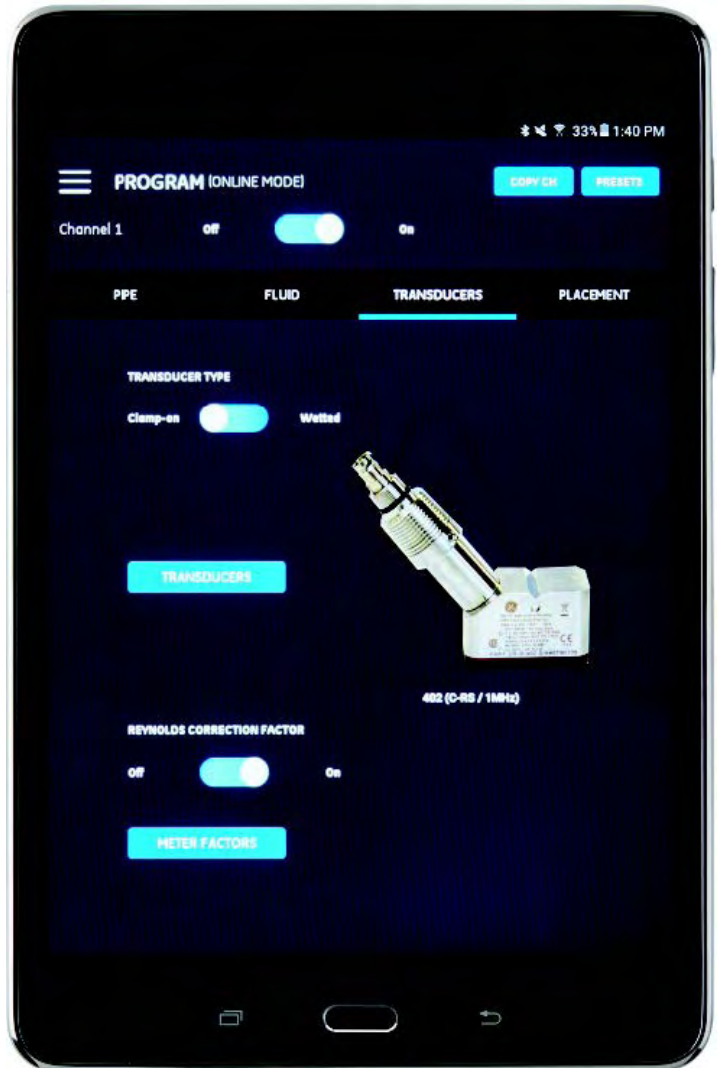 33% 1:40 PM
PROGRAM (ONLINE MODE)
COPY CH
PRESETS
Channel 1
Off
On
PIPE
FLUID
TRANSDUCERS
PLACEMENT
TRANSDUCER TYPE
Clamp-on
Wetted
TRANSDUCERS
CE
402 (C-RS / 1MHz)
REYNOLDS CORRECTION FACTOR
Off
On
METER FACTORS